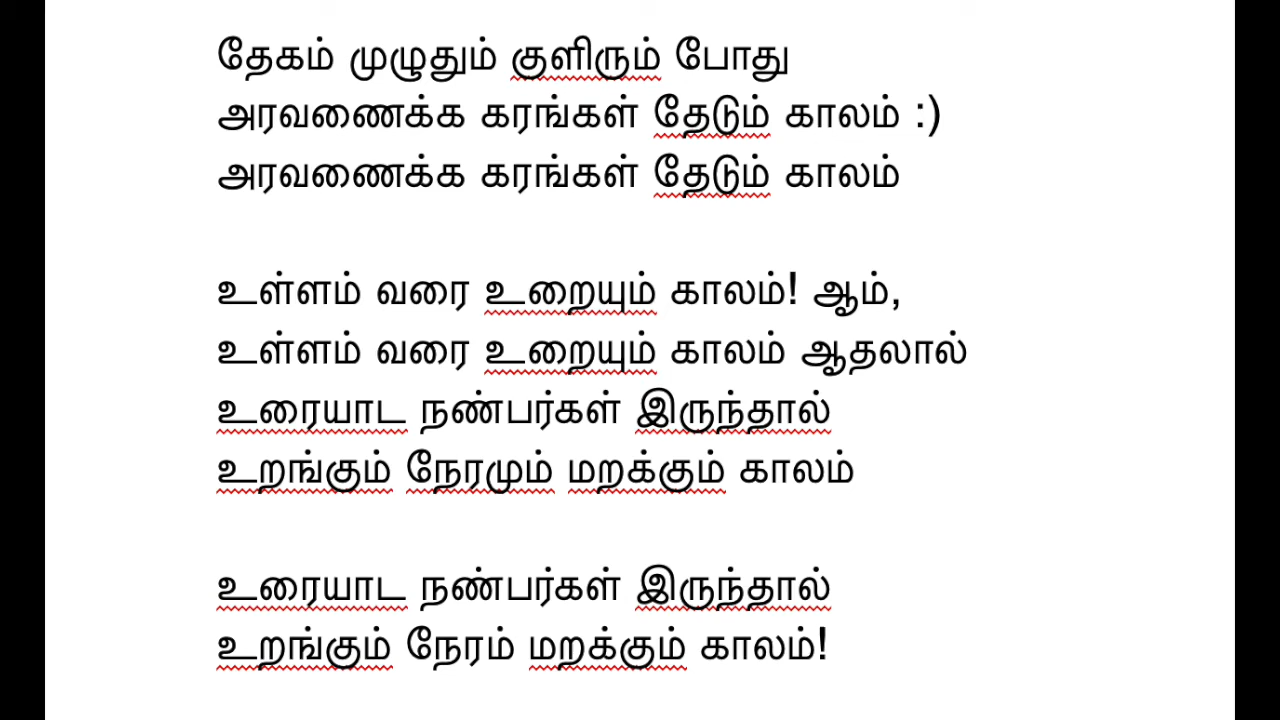 தேகம் முழுதும் குளிரும் போது
அரவணைக்க கரங்கள் தேடும் காலம் :)
அரவணைக்க கரங்கள் தேடும் காலம்
உள்ளம் வரை உறையும் காலம்! ஆம்,
உள்ளம் வரை உறையும் காலம் ஆதலால்
உரையாட நண்பர்கள் இருந்தால்
உறங்கும் நேரமும் மறக்கும் காலம்
உரையாட நண்பர்கள் இருந்தால்
உறங்கும் நேரம் மறக்கும் காலம்!